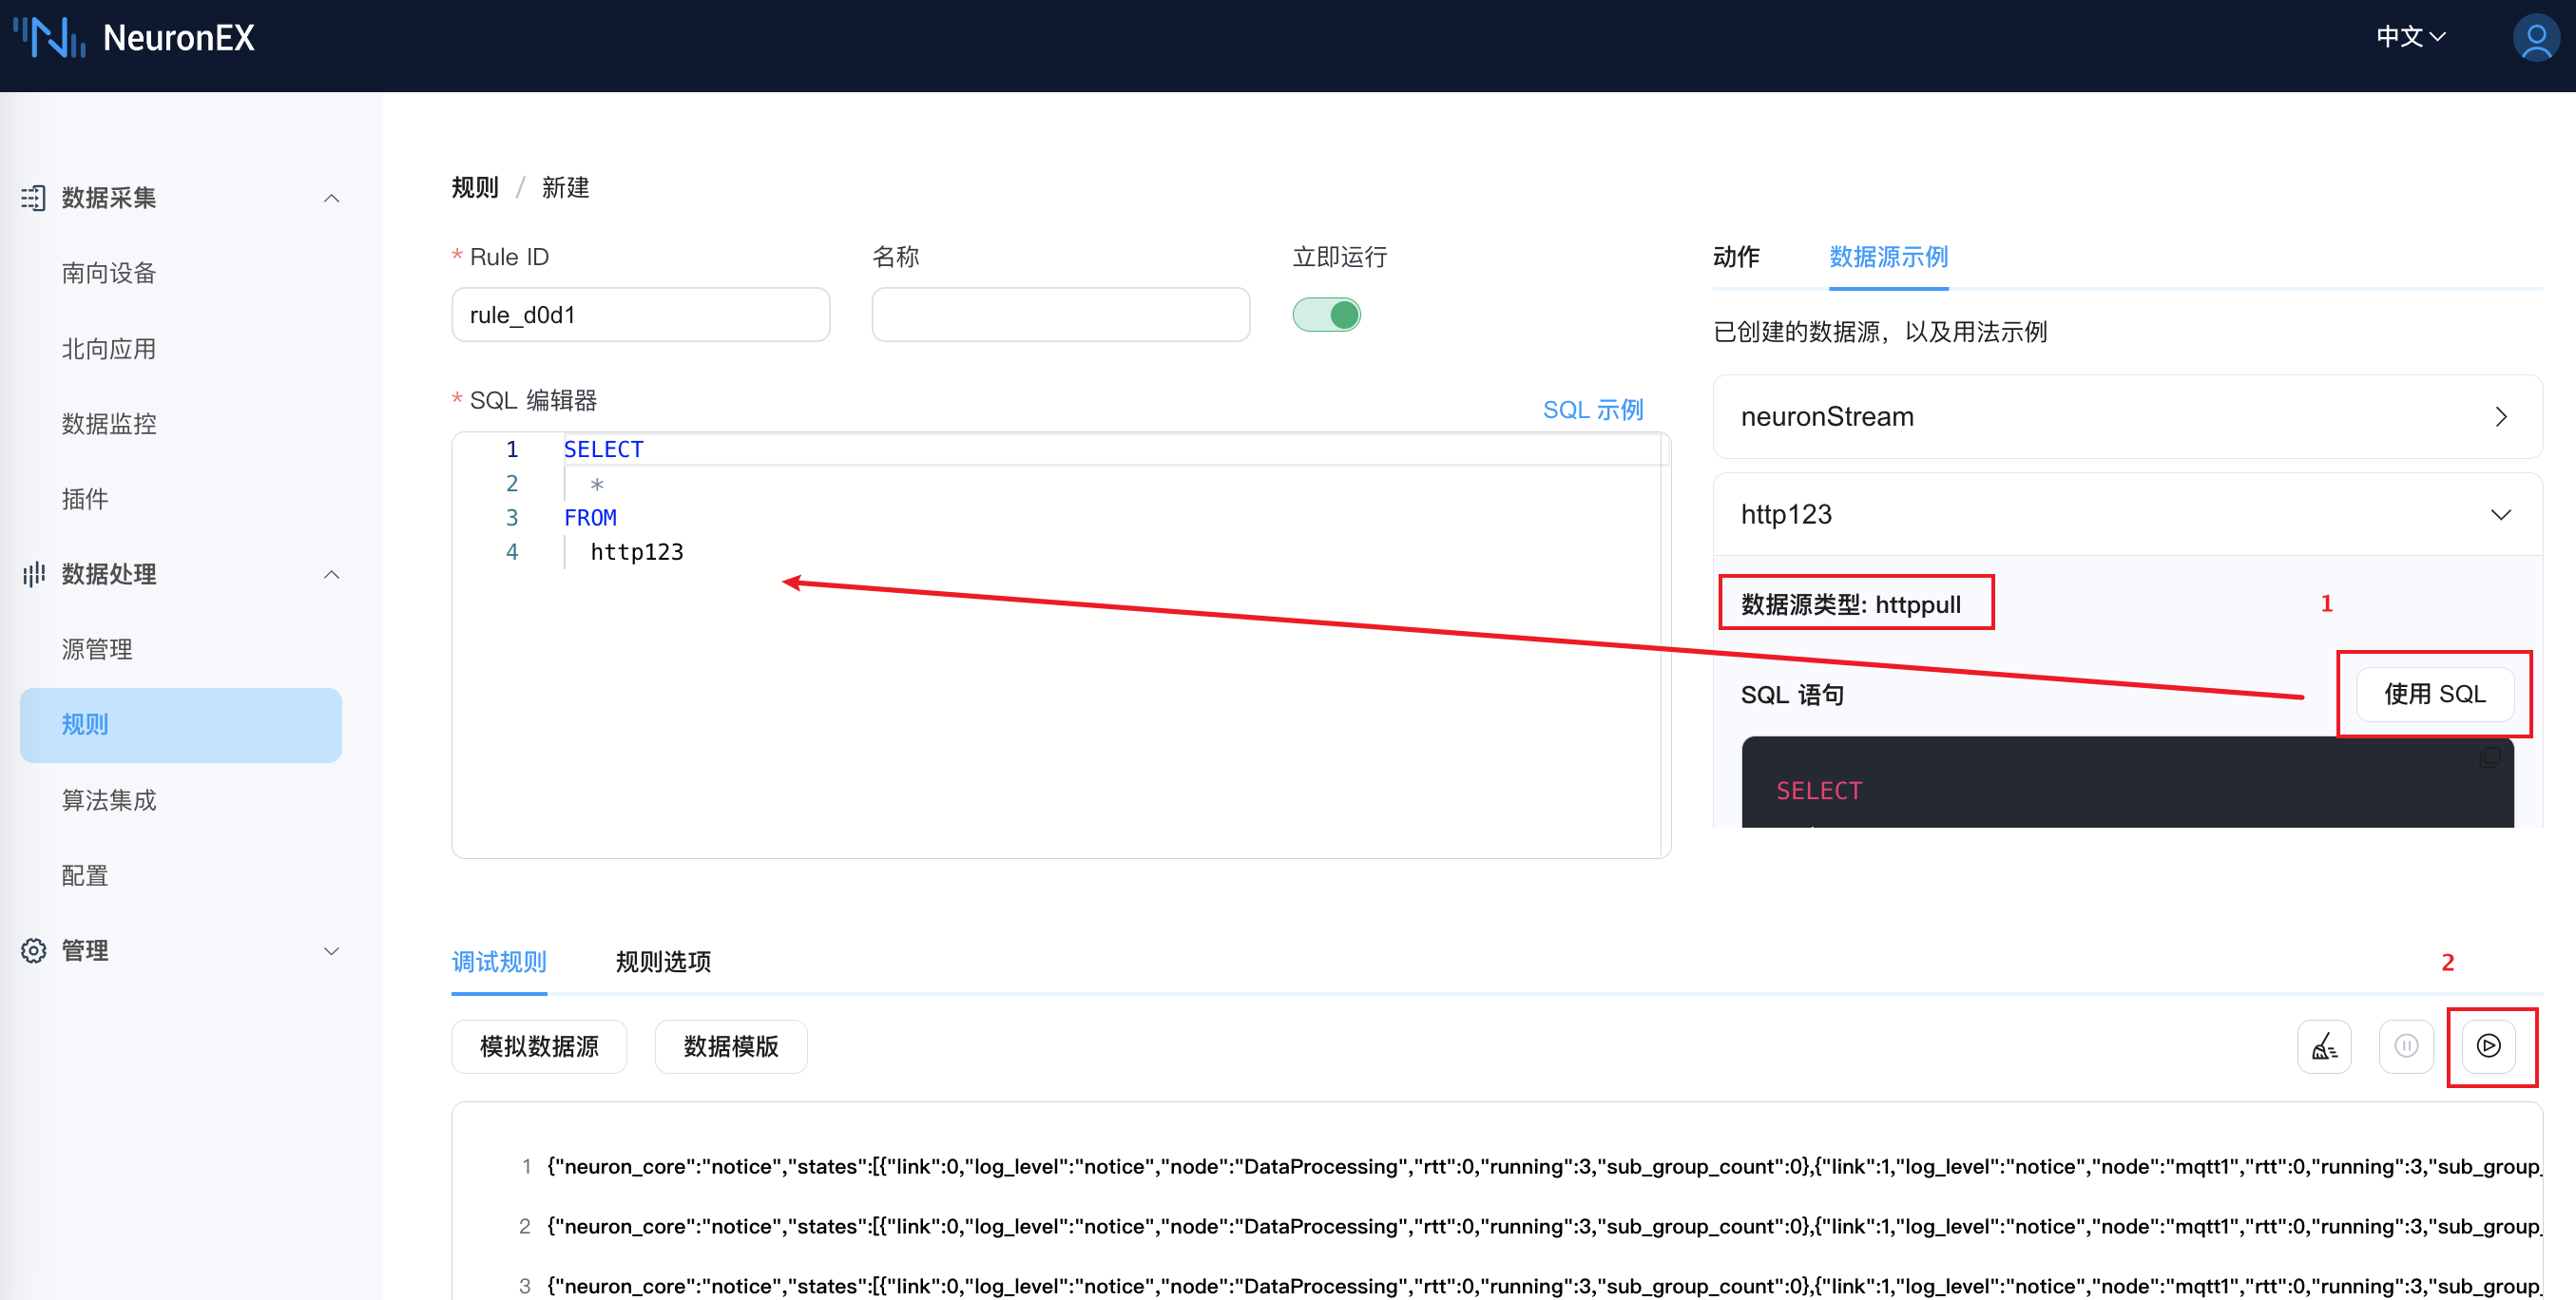 NeuronEX
中文
数据采集
南向设备
北向应用
数据监控
插件
数据处理
源管理
规则
算法集成
配置
管理
规则 / 新建
* Rule ID
名称
立即运行
rule_d0d1
* SQL 编辑器
SQL 示例
1 SELECT
2 *
3 FROM
4 http123
动作
数据源示例
已创建的数据源，以及用法示例
neuronStream
http123
数据源类型: httppull
1
SQL 语句
使用 SQL
SELECT
调试规则
规则选项
2
模拟数据源
数据模版
1 {"neuron_core":"notice","states":[{"link":0,"log_level":"notice","node":"DataProcessing","rtt":0,"running":3,"sub_group_count":0},{"link":1,"log_level":"notice","node":"mqtt1","rtt":0,"running":3,"sub_group_
2 {"neuron_core":"notice","states":[{"link":0,"log_level":"notice","node":"DataProcessing","rtt":0,"running":3,"sub_group_count":0},{"link":1,"log_level":"notice","node":"mqtt1","rtt":0,"running":3,"sub_group_
3 {"neuron_core":"notice","states":[{"link":0,"log_level":"notice","node":"DataProcessing","rtt":0,"running":3,"sub_group_count":0},{"link":1,"log_level":"notice","node":"mqtt1","rtt":0,"running":3,"sub_group_